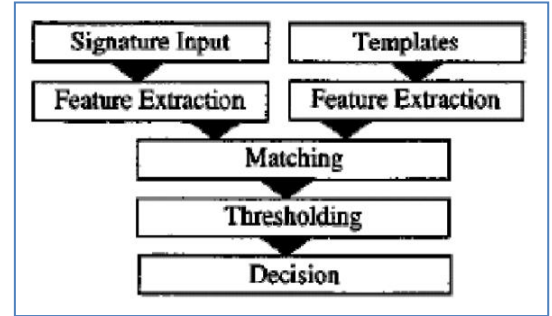 Signature Input
Templates
Feature Extraction
Feature Extraction
Matching
Thresholding
Decision